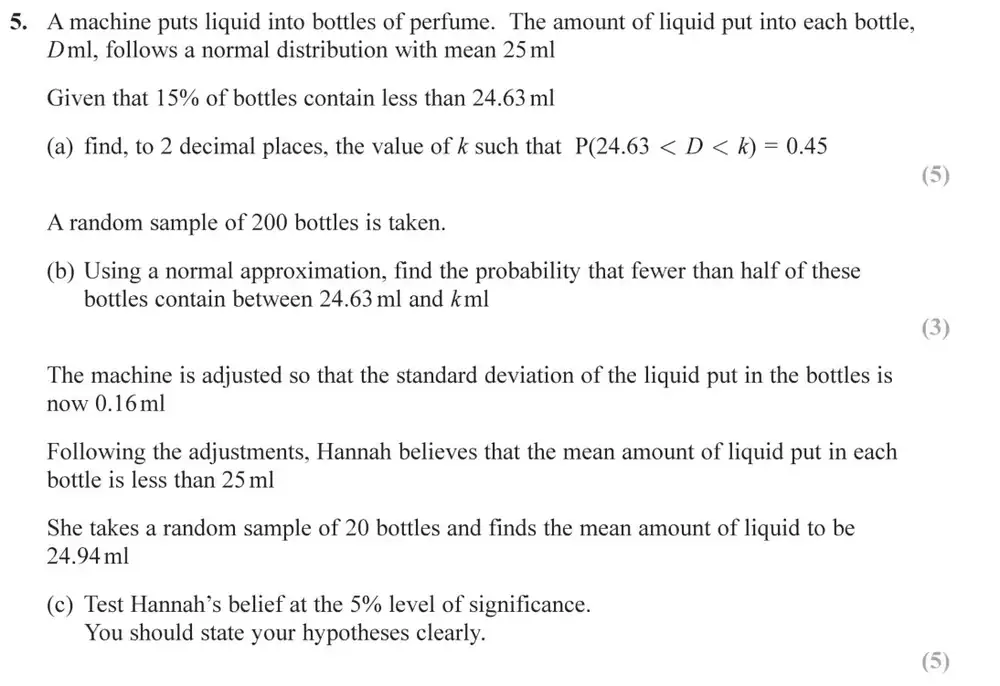 5. A machine puts liquid into bottles of perfume. The amount of liquid put into each bottle,
D ml, follows a normal distribution with mean 25 ml
Given that 15% of bottles contain less than 24.63 ml
(a) find, to 2 decimal places, the value of k such that P(24.63 < D < k) = 0.45
(5)
A random sample of 200 bottles is taken.
(b) Using a normal approximation, find the probability that fewer than half of these
bottles contain between 24.63 ml and k ml
(3)
The machine is adjusted so that the standard deviation of the liquid put in the bottles is
now 0.16 ml
Following the adjustments, Hannah believes that the mean amount of liquid put in each
bottle is less than 25 ml
She takes a random sample of 20 bottles and finds the mean amount of liquid to be
24.94 ml
(c) Test Hannah’s belief at the 5% level of significance.
You should state your hypotheses clearly.
(5)